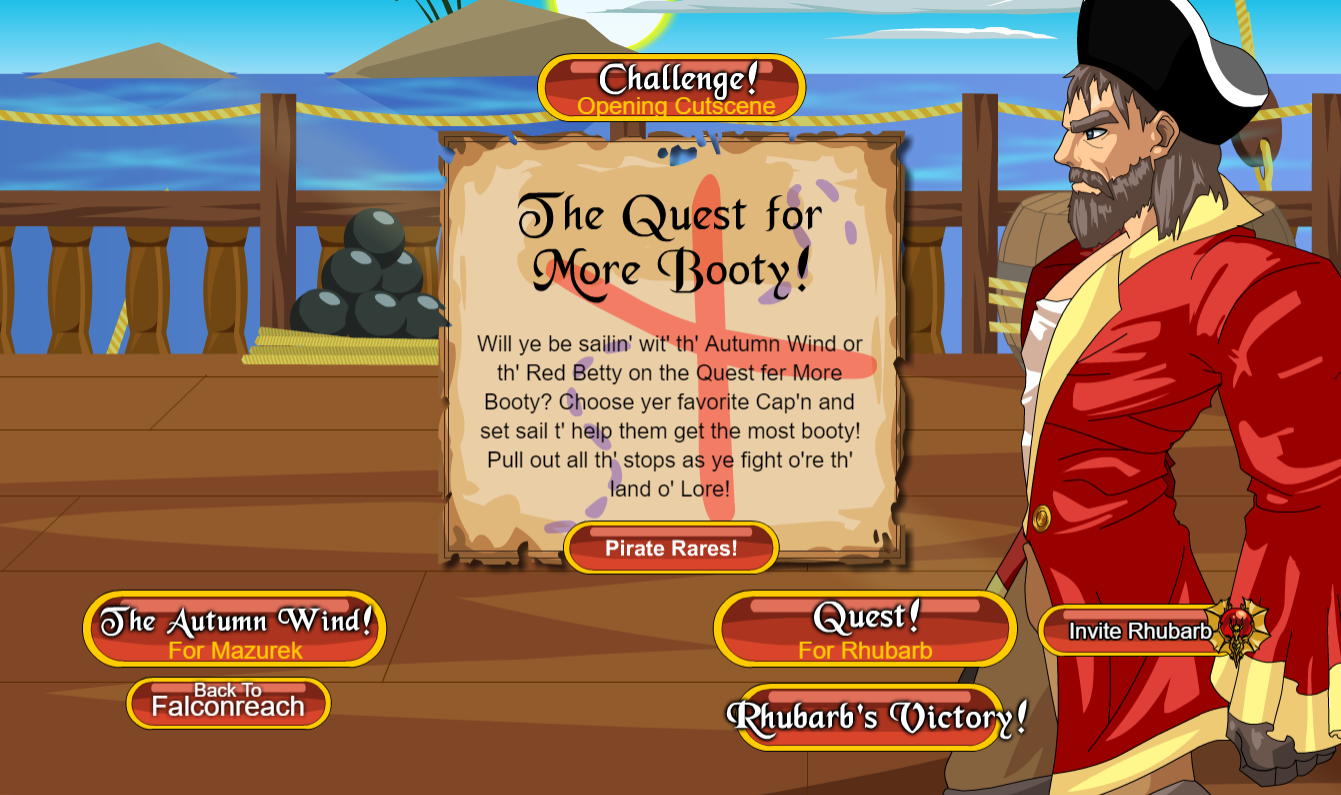 Challenge!
Opening Cutscene
The Quest for
More Booty!
Will ye be sailin' wit' th' Autumn Wind or
th' Red Betty on the Quest fer More
Booty? Choose yer favorite Cap'n and
set sail t' help them get the most booty!
Pull out all th' stops as ye fight o're th'
land o' Lore!
Pirate Rares!
The Autumn Wind!
For Mazurek
Back To
Falconreach
Quest!
For Rhubarb
Invite Rhubarb
Rhubarb's Victory!